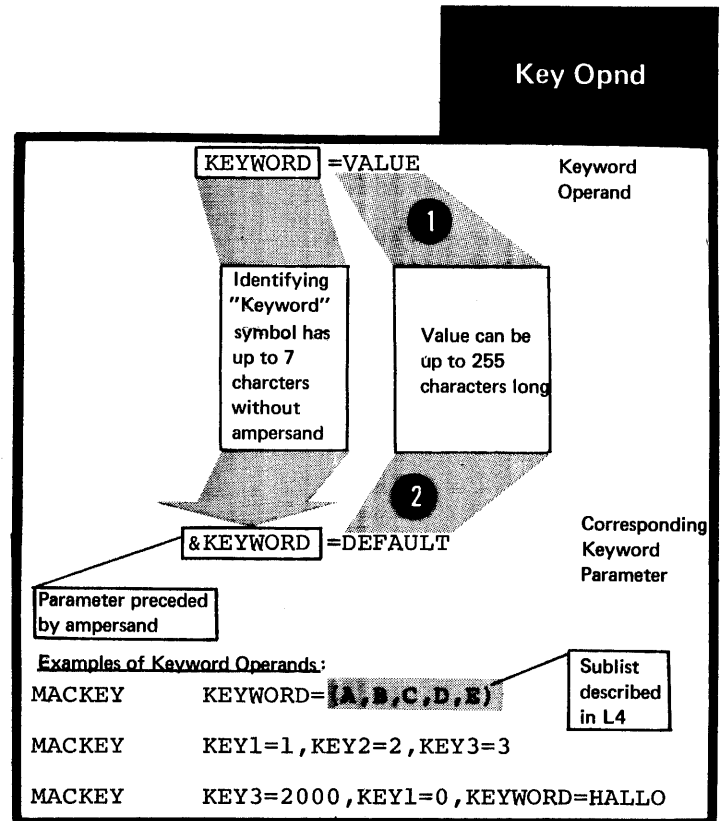 Key Opnd
KEYWORD =VALUE
Keyword
Operand
1
Identifying
"Keyword"
symbol has
up to 7
charcters
without
ampersand
Value can be
up to 255
characters long
2
&KEYWORD =DEFAULT
Corresponding
Keyword
Parameter
Parameter preceded
by ampersand
Examples of Keyword Operands:
Sublist
described
in L4
MACKEY KEYWORD=(A,B,C,D,E)
MACKEY KEY1=1,KEY2=2,KEY3=3
MACKEY KEY3=2000,KEY1=0,KEYWORD=HALLO